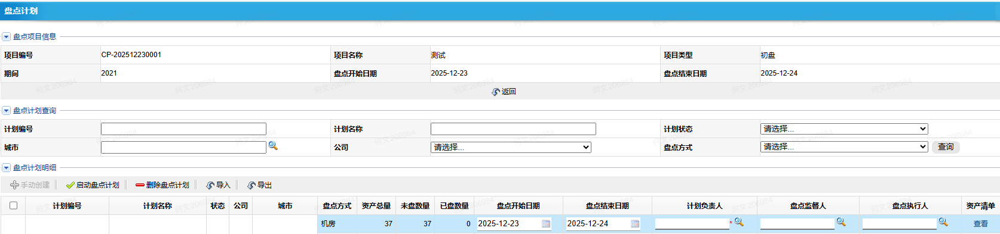 盘点计划
盘点项目信息
项目编号 CP-202512230001 项目名称 测试 项目类型 初盘
期间 2021 盘点开始日期 2025-12-23 盘点结束日期 2025-12-24
返回
盘点计划查询
计划编号 计划名称 计划状态 请选择...
城市 公司 请选择... 盘点方式 请选择... 查询
盘点计划明细
手动创建 启动盘点计划 删除盘点计划 导入 导出
计划编号 计划名称 状态 公司 城市 盘点方式 资产总量 未盘数量 已盘数量 盘点开始日期 盘点结束日期 计划负责人 盘点监督人 盘点执行人 资产清单
机房 37 37 0 2025-12-23 2025-12-24 * 查看
何文206984